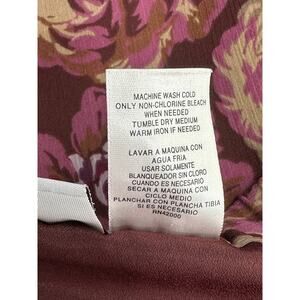 MACHINE WASH COLD
ONLY NON-CHLORINE BLEACH
WHEN NEEDED
TUMBLE DRY MEDIUM
WARM IRON IF NEEDED
LAVAR A MAQUINA CON
AGUA FRIA
USAR SOLAMENTE
BLANQUEADOR SIN CLORO
CUANDO ES NECESARIO
SECAR A MAQUINA CON
CICLO MEDIO
PLANCHAR CON PLANCHA TIBIA
SI ES NECESARIO
RN42000